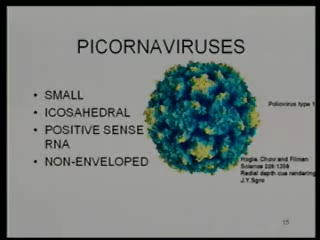 PICORNAVIRUSES
• SMALL
• ICOSAHEDRAL
• POSITIVE SENSE
RNA
• NON-ENVELOPED
Poliovirus type 1
Hogle, Chow and Filman
Science 229:1358
Radial depth cue rendering
J.Y.Sgro
15